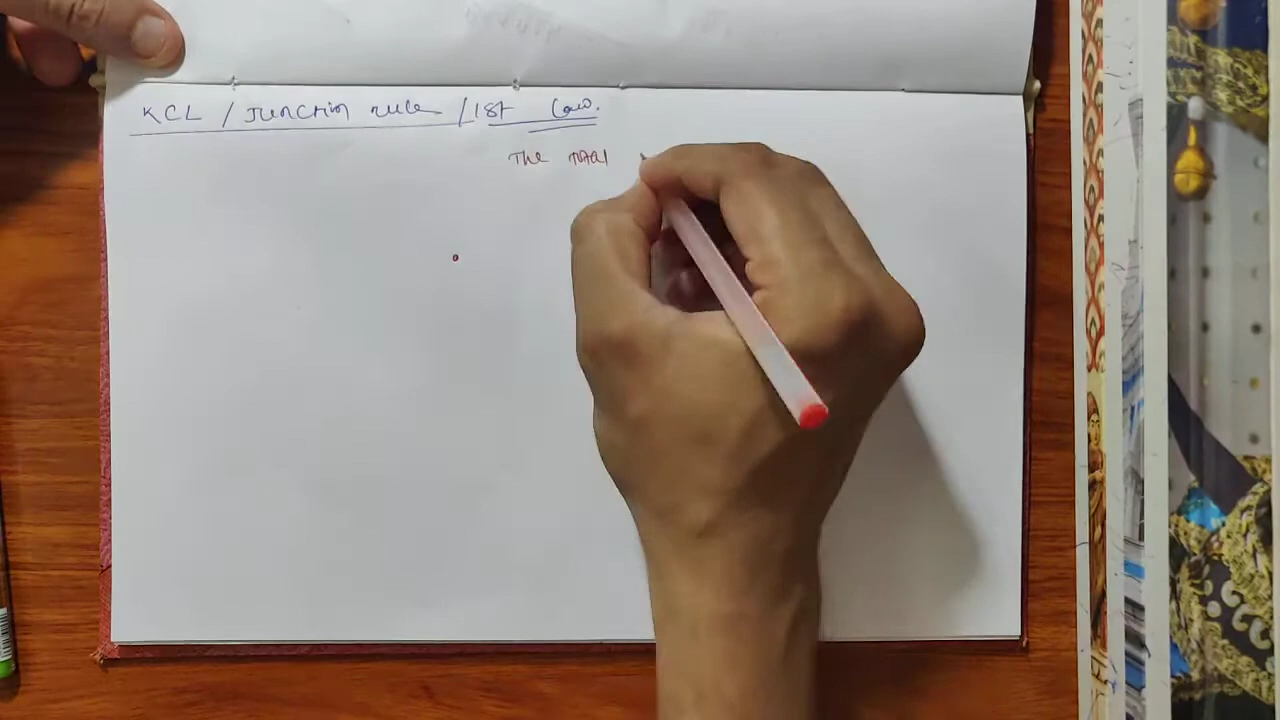 KCL / Junction rule / 1st Law.
The total